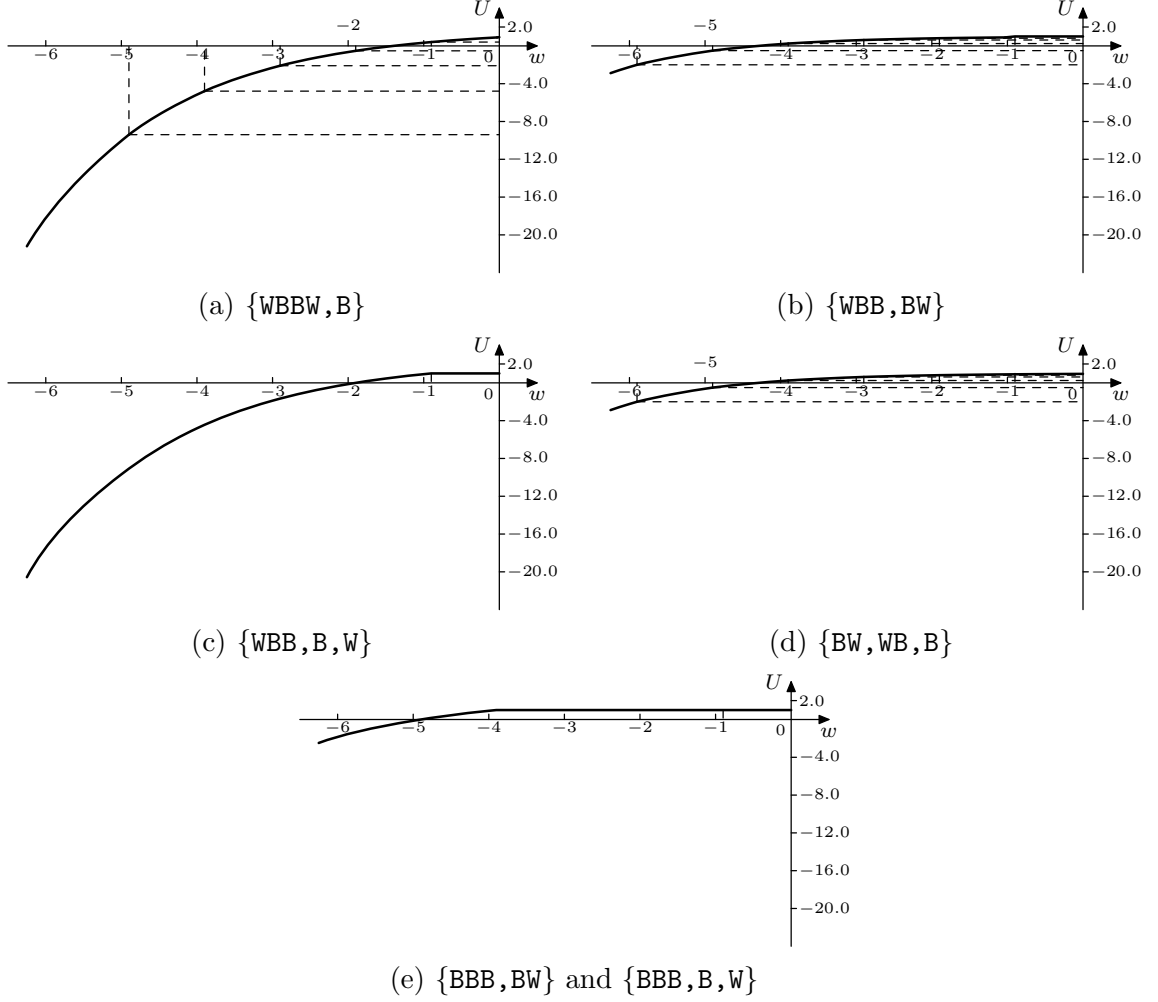 U
−2
2.0
−6 −5 −4 −3 −1 0 w
−4.0
−8.0
−12.0
−16.0
−20.0
(a) {WBBW,B}
U
−5
2.0
−6 −4 −3 −2 −1 0 w
−4.0
−8.0
−12.0
−16.0
−20.0
(b) {WBB,BW}
U
2.0
−6 −5 −4 −3 −2 −1 0 w
−4.0
−8.0
−12.0
−16.0
−20.0
(c) {WBB,B,W}
U
−5
2.0
−6 −4 −3 −2 −1 0 w
−4.0
−8.0
−12.0
−16.0
−20.0
(d) {BW,WB,B}
U
2.0
−6 −5 −4 −3 −2 −1 0 w
−4.0
−8.0
−12.0
−16.0
−20.0
(e) {BBB,BW} and {BBB,B,W}